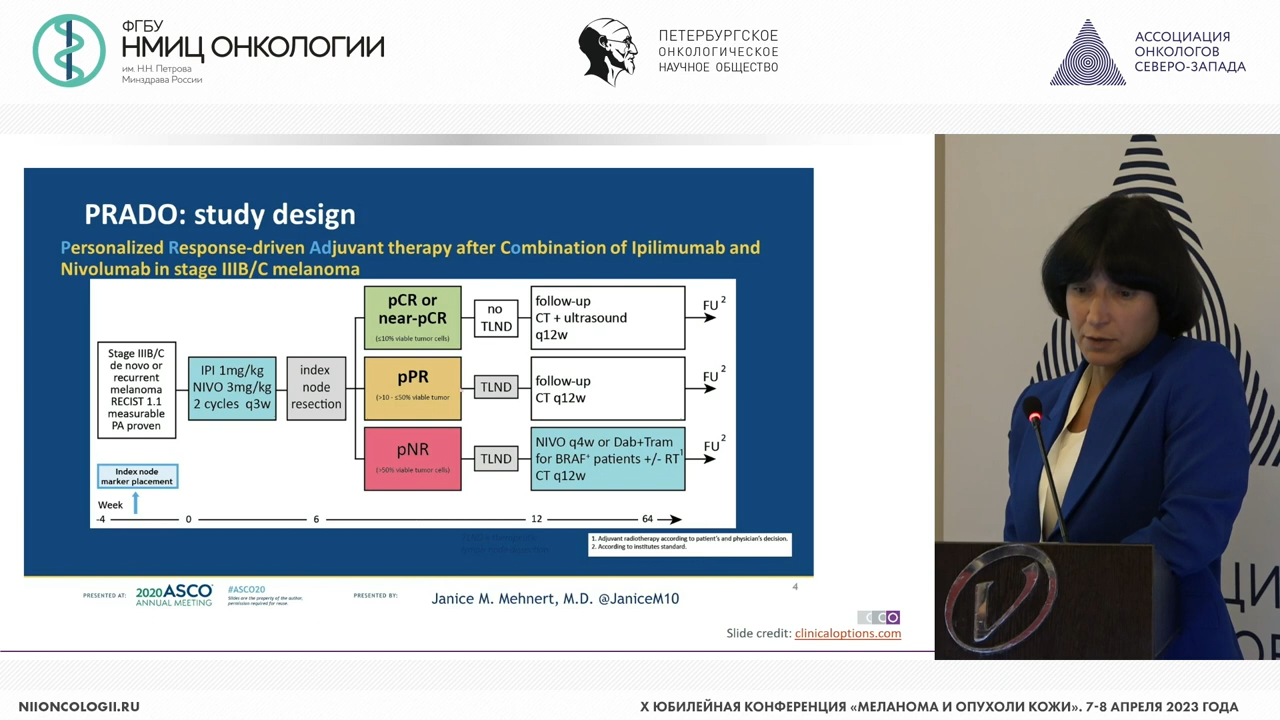 ФГБУ
НМИЦ ОНКОЛОГИИ
им. Н.Н. Петрова
Минздрава России
ПЕТЕРБУРГСКОЕ
ОНКОЛОГИЧЕСКОЕ
НАУЧНОЕ ОБЩЕСТВО
АССОЦИАЦИЯ
ОНКОЛОГОВ
СЕВЕРО-ЗАПАДА
PRADO: study design
Personalized Response-driven Adjuvant therapy after Combination of Ipilimumab and
Nivolumab in stage IIIB/C melanoma
Stage IIIB/C
de novo or
recurrent
melanoma
RECIST 1.1
measurable
PA proven
IPI 1mg/kg
NIVO 3mg/kg
2 cycles q3w
index
node
resection
pCR or
near-pCR
(≤10% viable tumor cells)
no
TLND
follow-up
CT + ultrasound
q12w
FU 2
pPR
(>10 - ≤50% viable tumor
TLND
follow-up
CT q12w
FU 2
pNR
(>50% viable tumor cells)
TLND
NIVO q4w or Dab+Tram
for BRAF+ patients +/- RT1
CT q12w
FU 2
Index node
marker placement
Week
-4 0 6 12 64
1. Adjuvant radiotherapy according to patient's and physician's decision.
2. According to institutes standard.
PRESENTED AT:
2020 ASCO
ANNUAL MEETING
#ASCO20
Slides are the property of the author,
permission required for reuse.
PRESENTED BY:
Janice M. Mehnert, M.D. @JaniceM10
4
CCO
Slide credit: clinicaloptions.com
NIIONCOLOGII.RU
X ЮБИЛЕЙНАЯ КОНФЕРЕНЦИЯ «МЕЛАНОМА И ОПУХОЛИ КОЖИ». 7-8 АПРЕЛЯ 2023 ГОДА